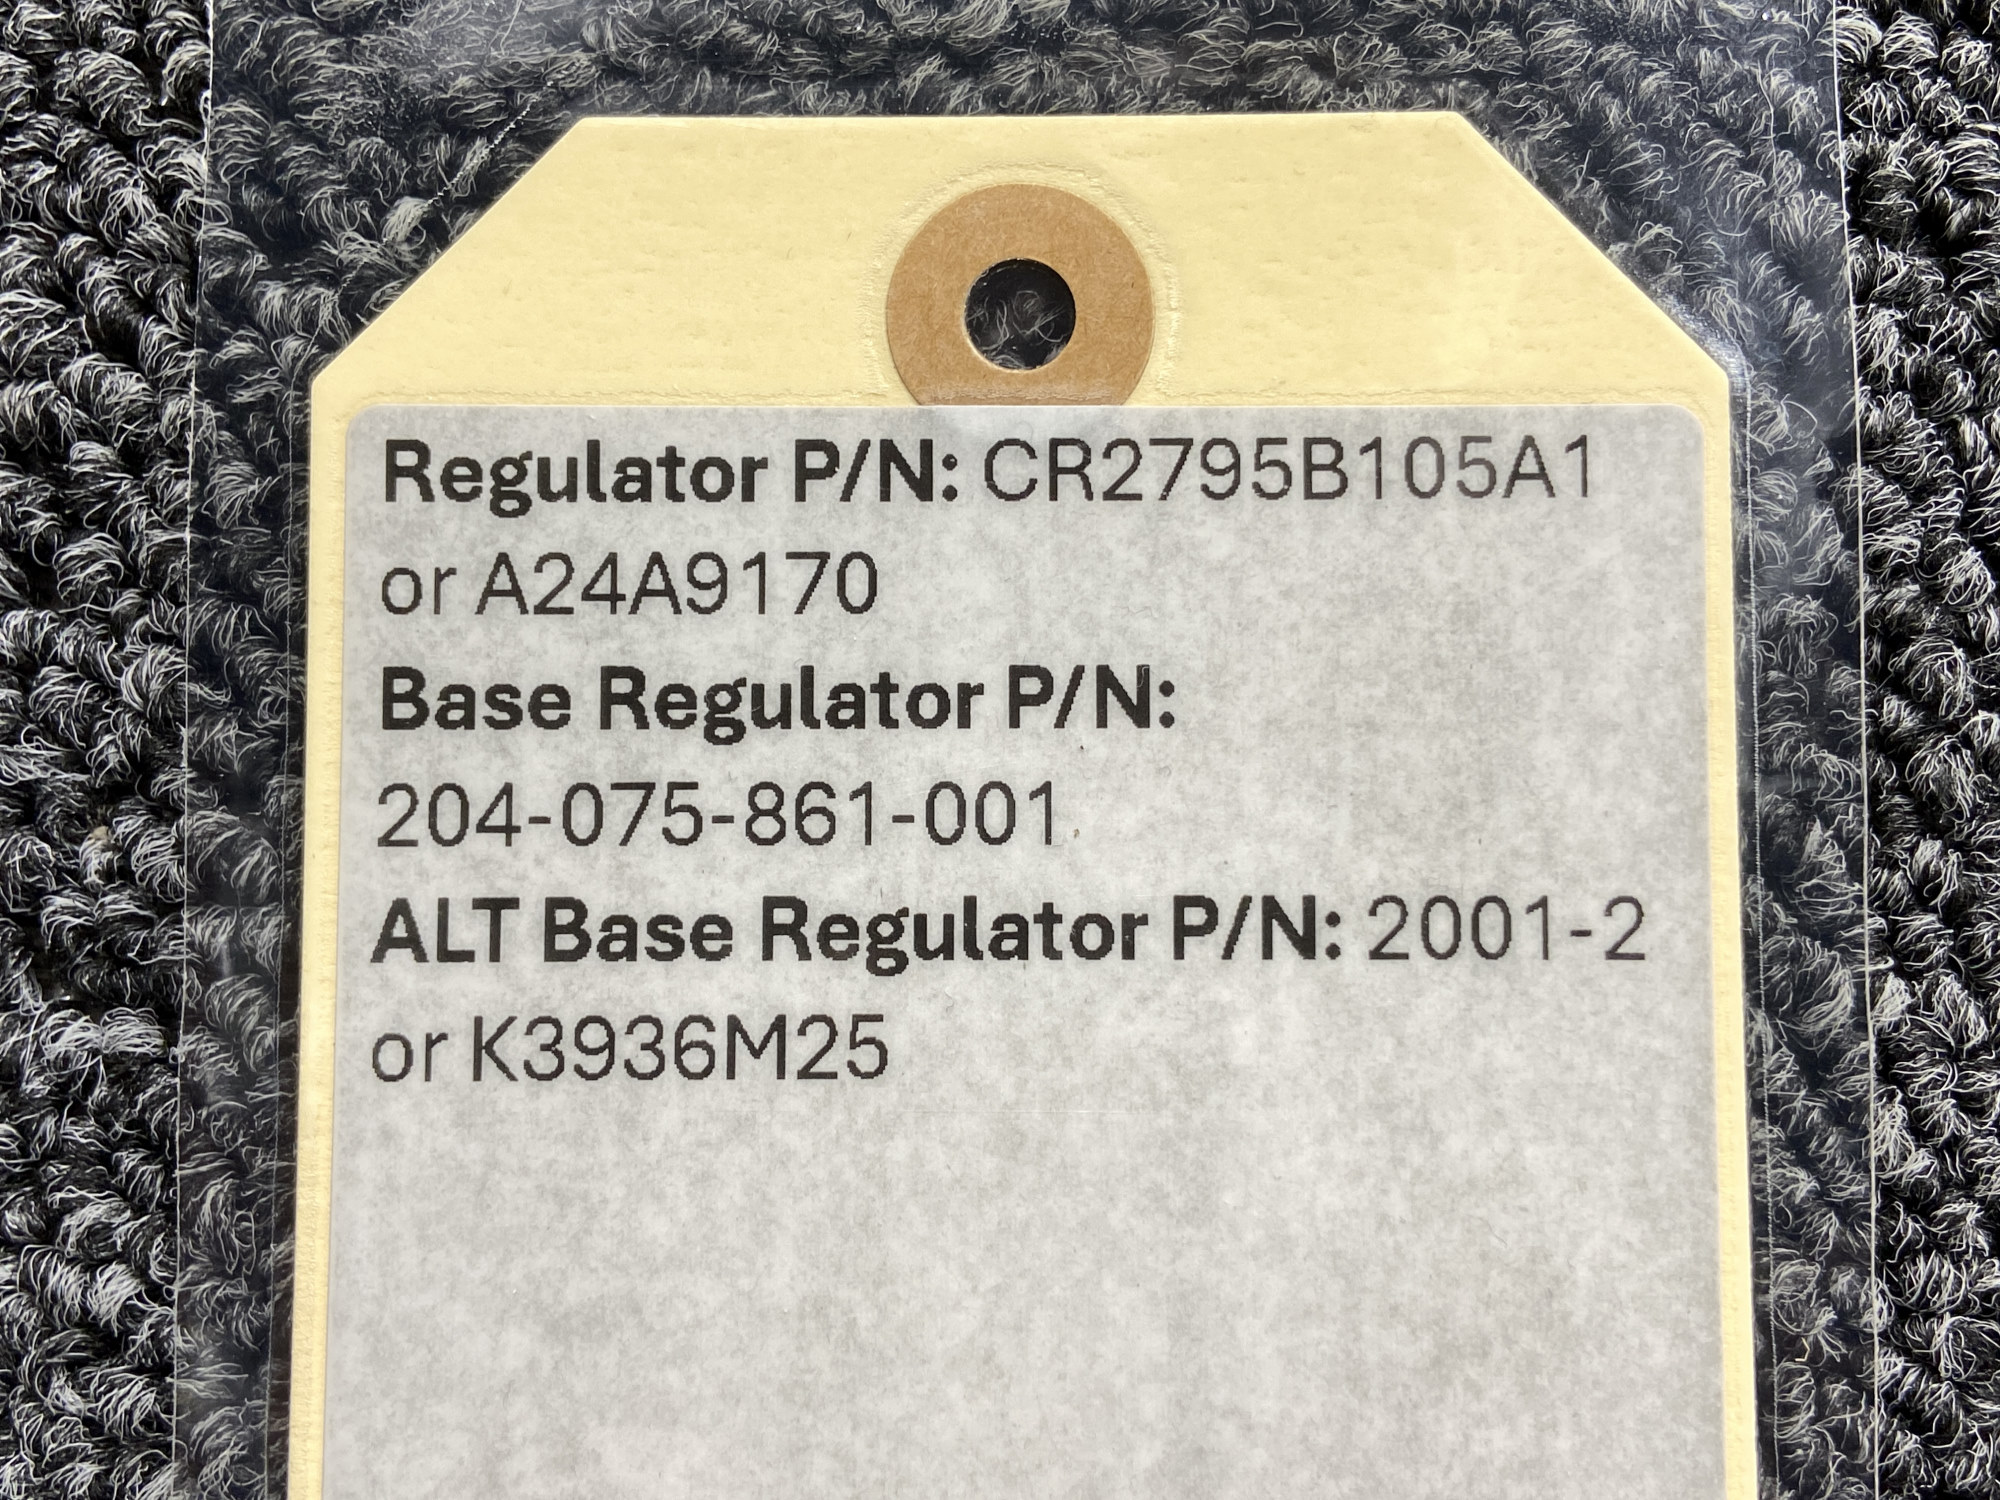 Regulator P/N: CR2795B105A1
or A24A9170
Base Regulator P/N:
204-075-861-001
ALT Base Regulator P/N: 2001-2
or K3936M25